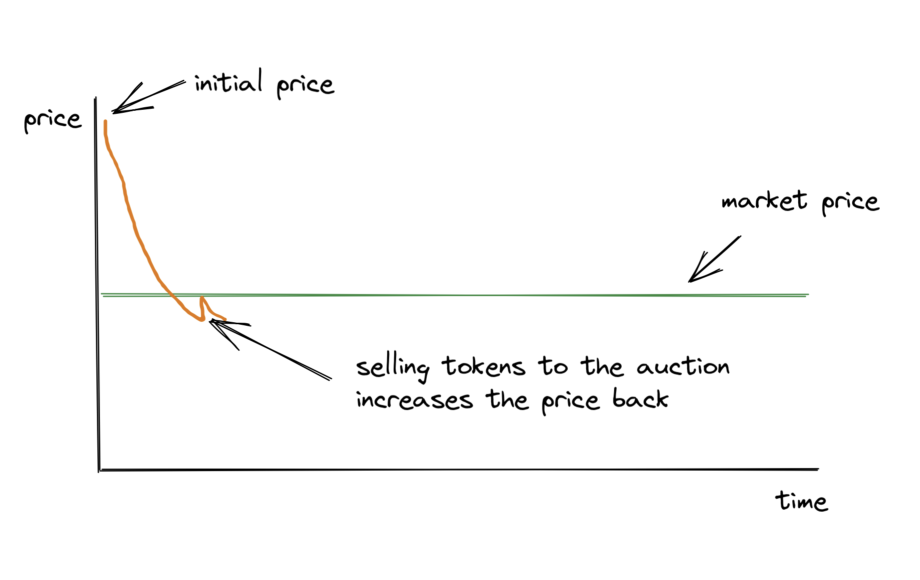 initial price
price
market price
selling tokens to the auction
increases the price back
time